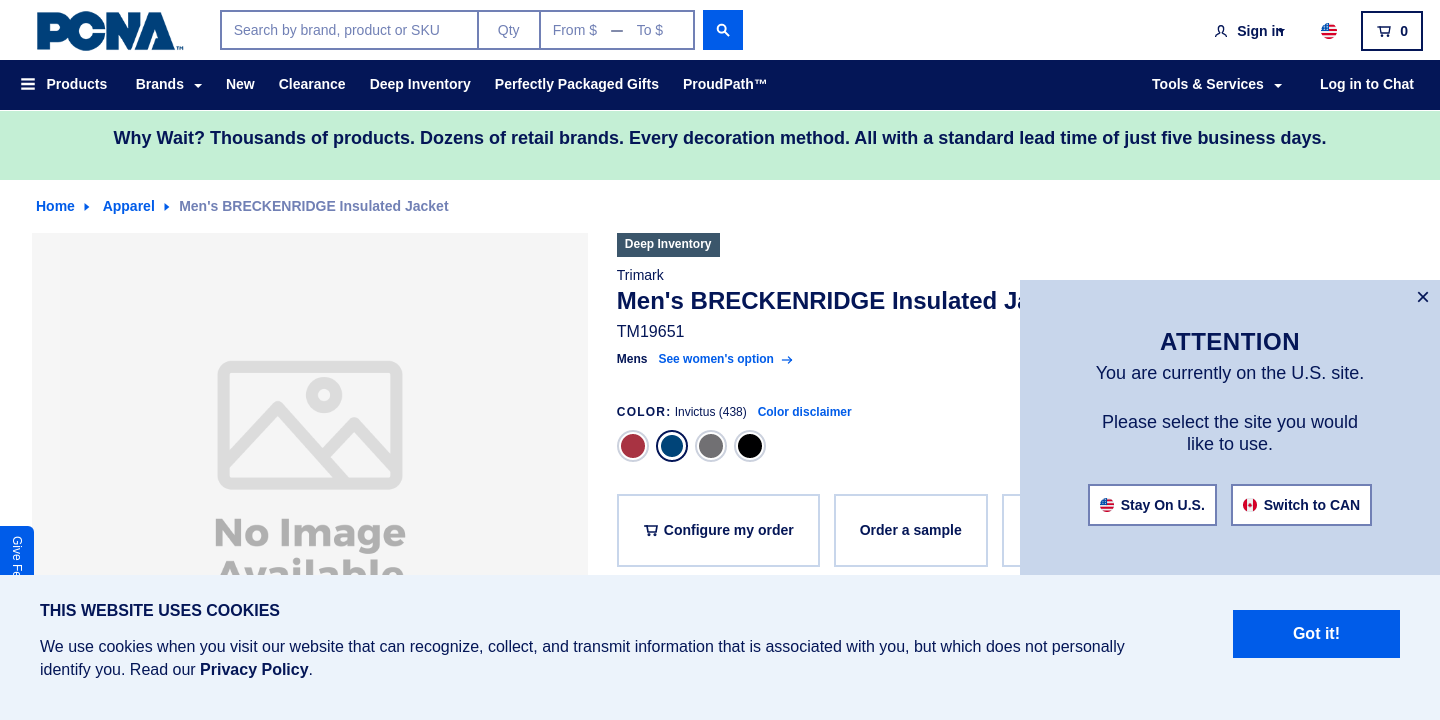 PCNA™
Search by brand, product or SKU
Qty
From $ — To $
Sign in
0
Products
Brands
New
Clearance
Deep Inventory
Perfectly Packaged Gifts
ProudPath™
Tools & Services
Log in to Chat
Why Wait? Thousands of products. Dozens of retail brands. Every decoration method. All with a standard lead time of just five business days.
Home
Apparel
Men's BRECKENRIDGE Insulated Jacket
No Image
Available
Deep Inventory
Trimark
Men's BRECKENRIDGE Insulated
TM19651
Mens See women's option
COLOR: Invictus (438) Color disclaimer
Configure my order
Order a sample
×
ATTENTION
You are currently on the U.S. site.
Please select the site you would
like to use.
Stay On U.S.
Switch to CAN
Give
THIS WEBSITE USES COOKIES
We use cookies when you visit our website that can recognize, collect, and transmit information that is associated with you, but which does not personally
identify you. Read our Privacy Policy.
Got it!